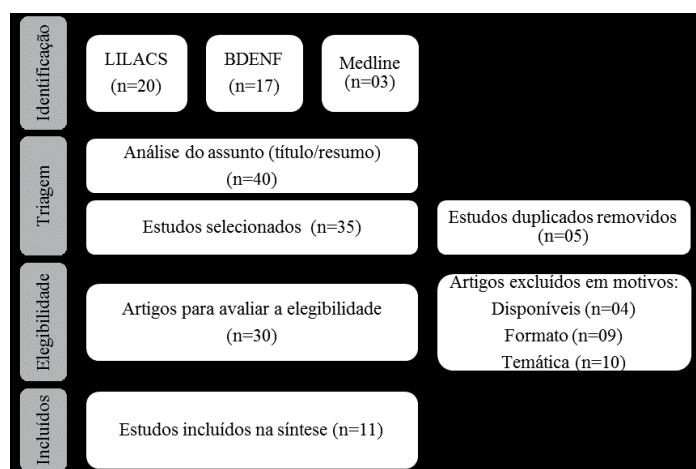 Identificação
LILACS
(n=20)
BDENF
(n=17)
Medline
(n=03)
Triagem
Análise do assunto (título/resumo)
(n=40)
Estudos selecionados (n=35)
Estudos duplicados removidos
(n=05)
Elegibilidade
Artigos para avaliar a elegibilidade
(n=30)
Artigos excluídos em motivos:
Disponíveis (n=04)
Formato (n=09)
Temática (n=10)
Incluídos
Estudos incluídos na síntese (n=11)